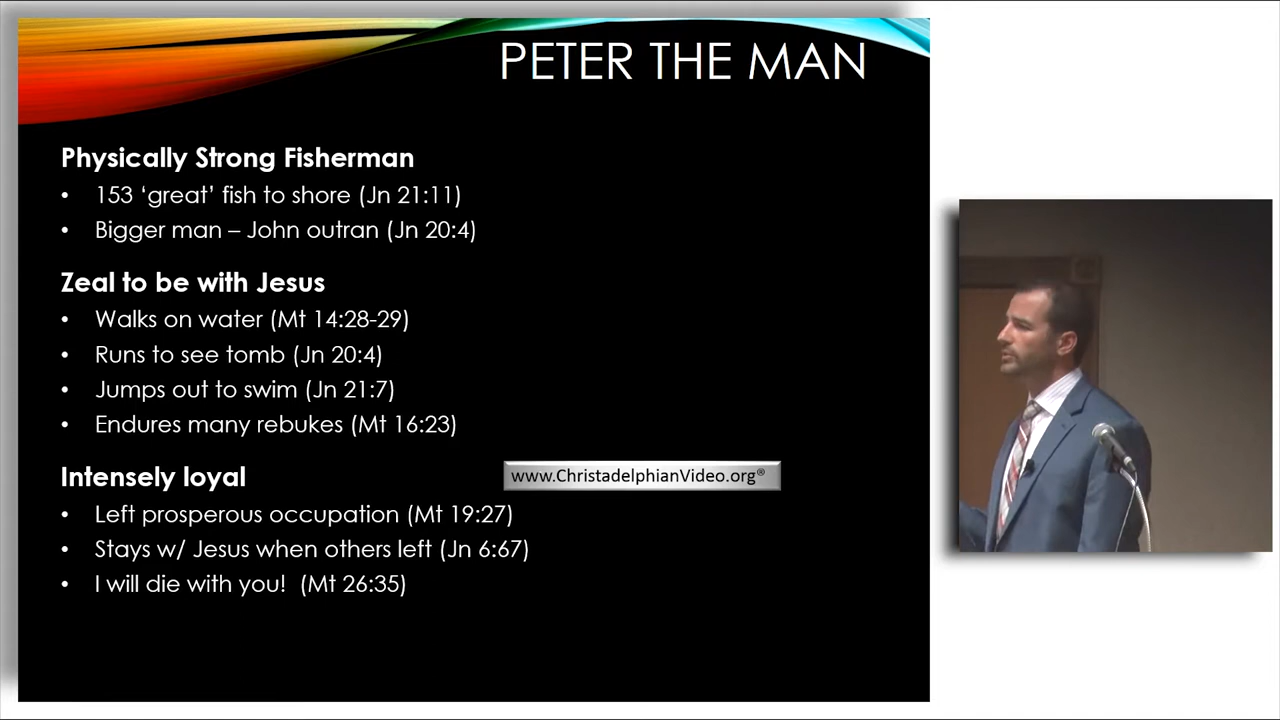 PETER THE MAN
Physically Strong Fisherman
• 153 ‘great’ fish to shore (Jn 21:11)
• Bigger man – John outran (Jn 20:4)
Zeal to be with Jesus
• Walks on water (Mt 14:28-29)
• Runs to see tomb (Jn 20:4)
• Jumps out to swim (Jn 21:7)
• Endures many rebukes (Mt 16:23)
Intensely loyal
www.ChristadelphianVideo.org®
• Left prosperous occupation (Mt 19:27)
• Stays w/ Jesus when others left (Jn 6:67)
• I will die with you!  (Mt 26:35)